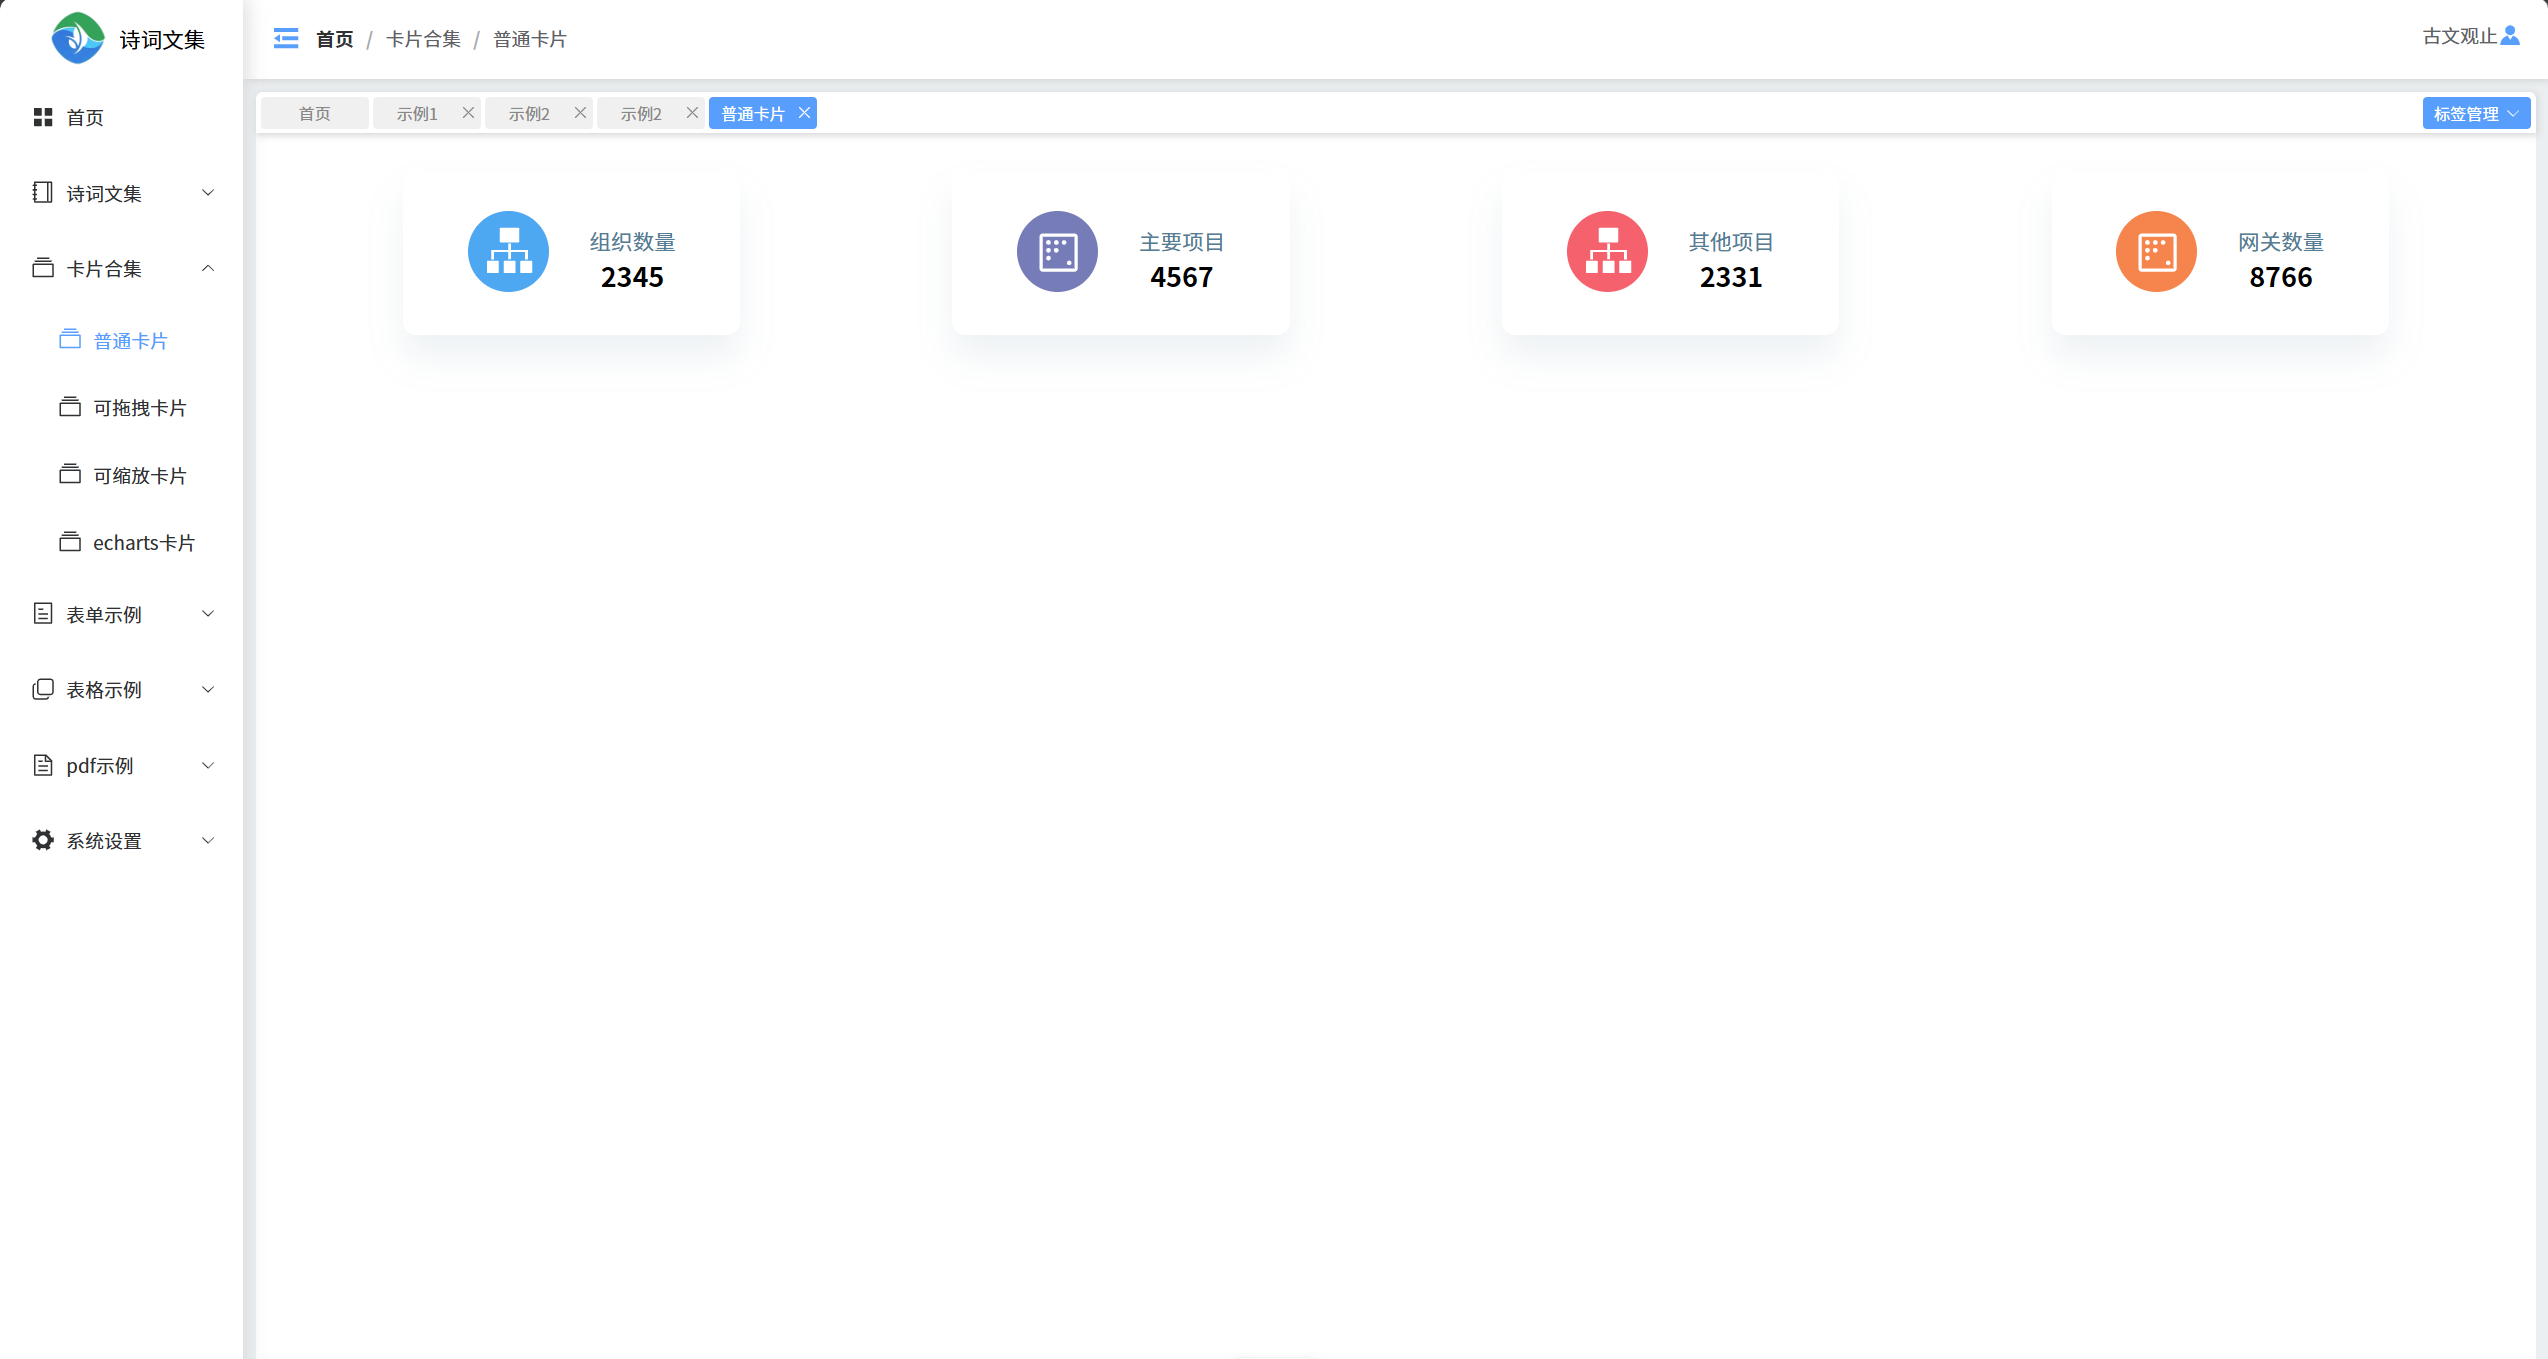 诗词文集
首页 / 卡片合集 / 普通卡片
古文观止
首页
诗词文集
卡片合集
普通卡片
可拖拽卡片
可缩放卡片
echarts卡片
表单示例
表格示例
pdf示例
系统设置
首页 示例1 示例2 示例2 普通卡片
标签管理
组织数量
2345
主要项目
4567
其他项目
2331
网关数量
8766